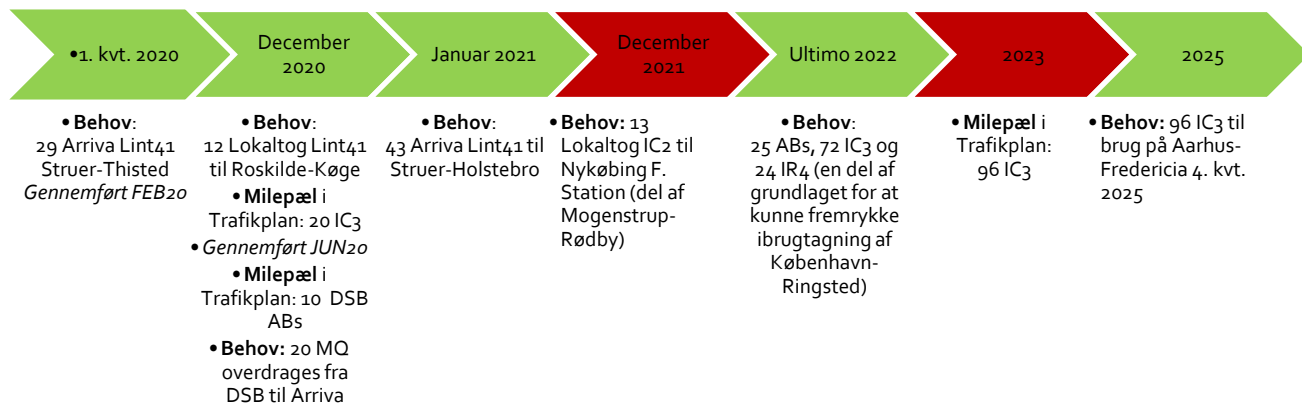 •1. kvt. 2020
December
2020
Januar 2021
December
2021
Ultimo 2022
2023
2025
•Behov:
29 Arriva Lint41
Struer-Thisted
Gennemført FEB20
•Behov:
12 Lokaltog Lint41
til Roskilde-Køge
•Milepæl i
Trafikplan: 20 IC3
•Gennemført JUN20
•Milepæl i
Trafikplan: 10 DSB
ABs
•Behov: 20 MQ
overdrages fra
DSB til Arriva
•Behov:
43 Arriva Lint41 til
Struer-Holstebro
•Behov: 13
Lokaltog IC2 til
Nykøbing F.
Station (del af
Mogenstrup-
Rødby)
•Behov:
25 ABs, 72 IC3 og
24 IR4 (en del af
grundlaget for at
kunne fremrykke
ibrugtagning af
København-
Ringsted)
•Milepæl i
Trafikplan:
96 IC3
•Behov: 96 IC3 til
brug på Aarhus-
Fredericia 4. kvt.
2025